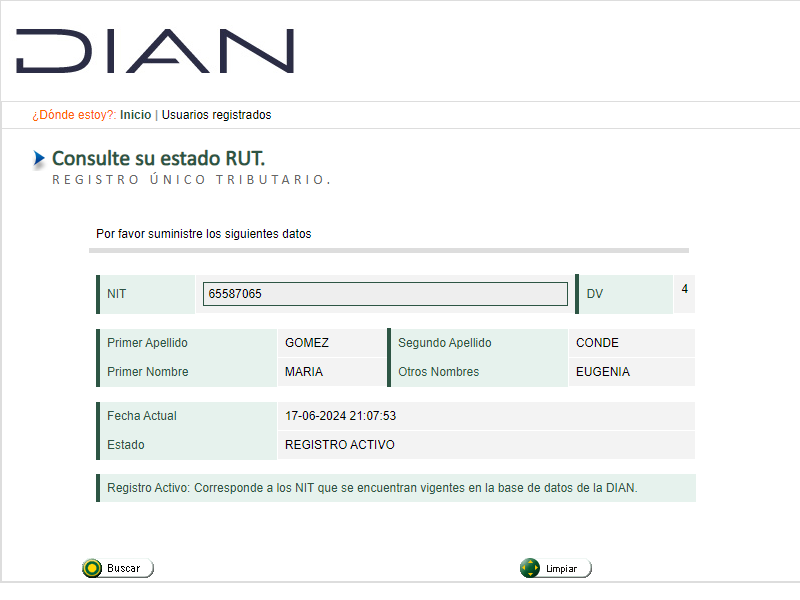 DIAN
¿Dónde estoy?: Inicio | Usuarios registrados
Consulte su estado RUT.
REGISTRO ÚNICO TRIBUTARIO.
Por favor suministre los siguientes datos
NIT 65587065 DV 4
Primer Apellido GOMEZ Segundo Apellido CONDE
Primer Nombre MARIA Otros Nombres EUGENIA
Fecha Actual 17-06-2024 21:07:53
Estado REGISTRO ACTIVO
Registro Activo: Corresponde a los NIT que se encuentran vigentes en la base de datos de la DIAN.
Buscar Limpiar